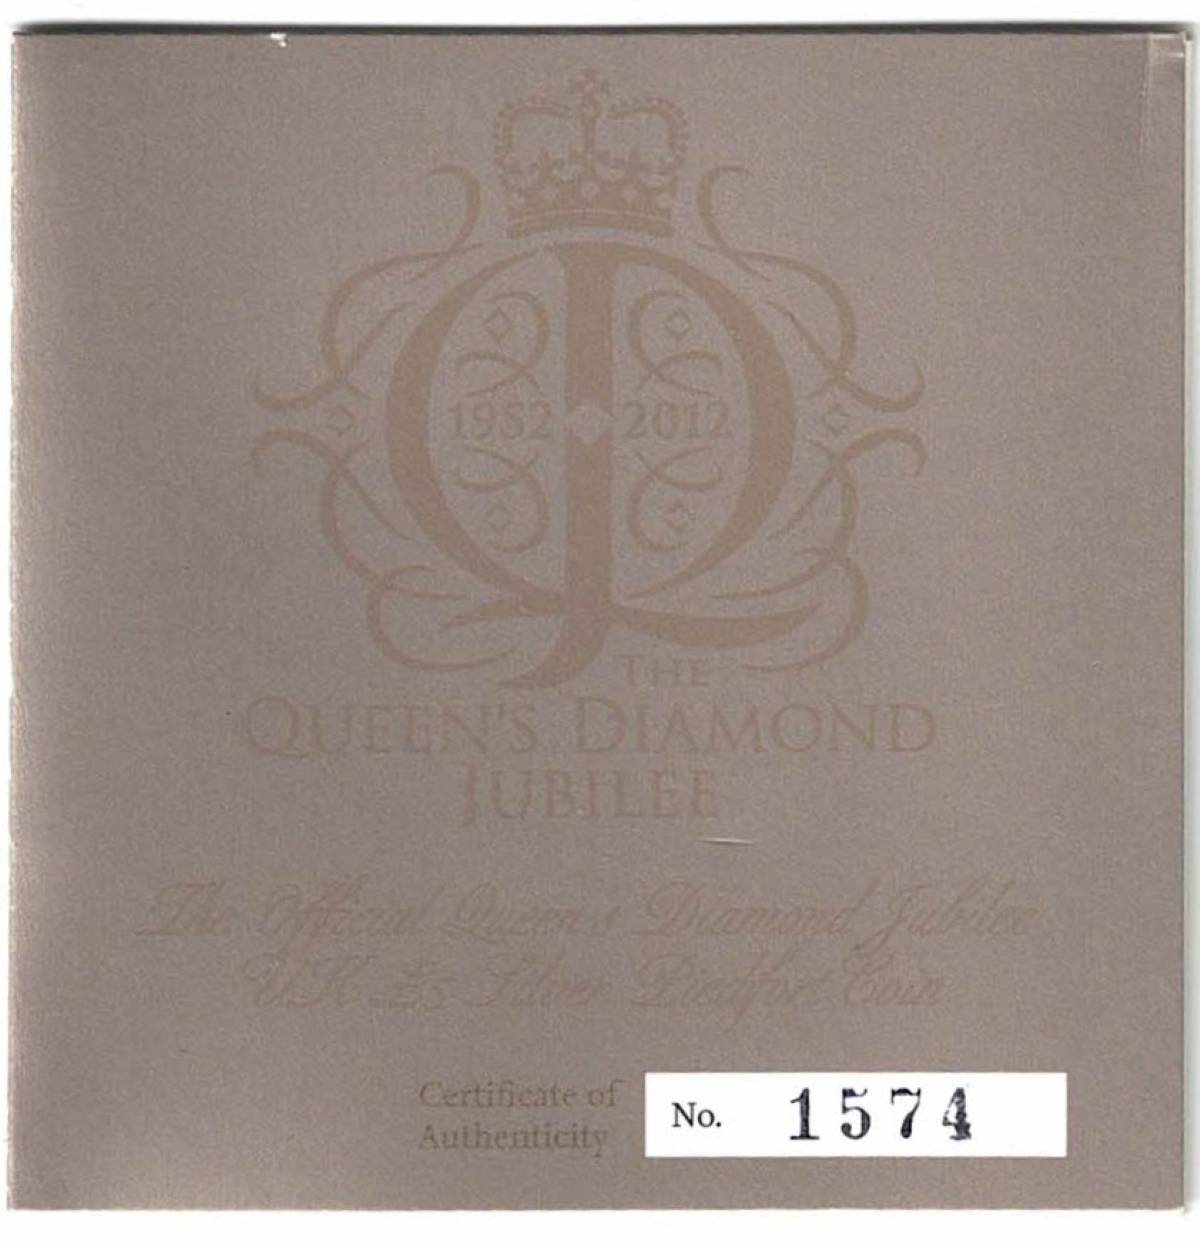 1952 2012
THE
QUEEN'S DIAMOND
JUBILEE
The Official Queen's Diamond Jubilee
UK £5 Silver Piedfort Coin
Certificate of
Authenticity
No. 1574